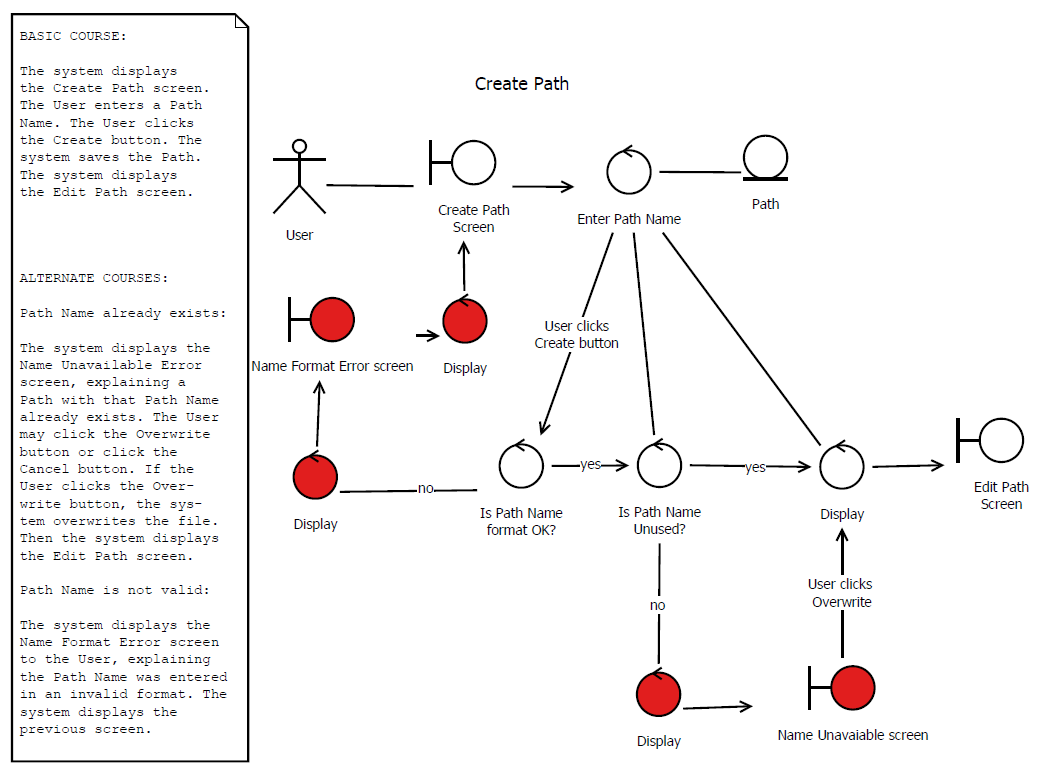 BASIC COURSE:
The system displays
the Create Path screen.
The User enters a Path
Name. The User clicks
the Create button. The
system saves the Path.
The system displays
the Edit Path screen.
ALTERNATE COURSES:
Path Name already exists:
The system displays the
Name Unavailable Error
screen, explaining a
Path with that Path Name
already exists. The User
may click the Overwrite
button or click the
Cancel button. If the
User clicks the Over-
write button, the sys-
tem overwrites the file.
Then the system displays
the Edit Path screen.
Path Name is not valid:
The system displays the
Name Format Error screen
to the User, explaining
the Path Name was entered
in an invalid format. The
system displays the
previous screen.
Create Path
User
Create Path
Screen
Enter Path Name
Path
Name Format Error screen
Display
User clicks
Create button
Display
no
Is Path Name
format OK?
yes
Is Path Name
Unused?
yes
Display
Edit Path
Screen
no
User clicks
Overwrite
Display
Name Unavaiable screen